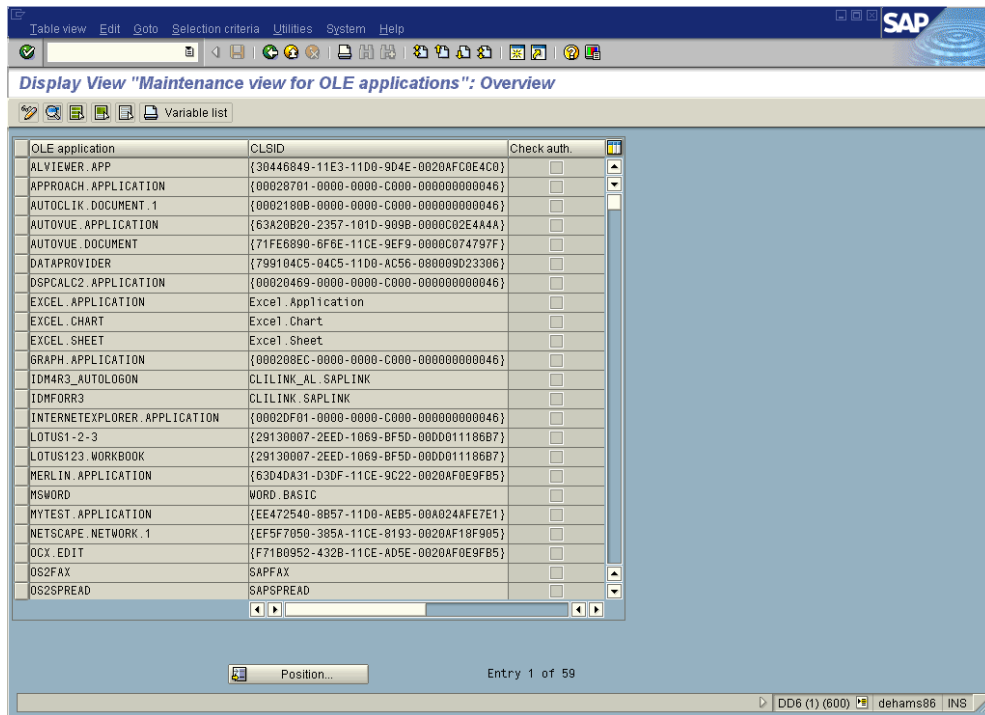 Table view Edit Goto Selection criteria Utilities System Help
SAP
Display View "Maintenance view for OLE applications": Overview
Variable list
OLE application CLSID Check auth.
ALVIEWER.APP {30446849-11E3-11D0-9D4E-0020AFC0E4C0}
APPROACH.APPLICATION {00028701-0000-0000-C000-000000000046}
AUTOCLIK.DOCUMENT.1 {0002180B-0000-0000-C000-000000000046}
AUTOVUE.APPLICATION {63A20B20-2357-101D-909B-0000C02E4A4A}
AUTOVUE.DOCUMENT {71FE6890-6F6E-11CE-9EF9-0000C074797F}
DATAPROVIDER {799104C5-04C5-11D0-AC56-080009D23306}
DSPCALC2.APPLICATION {00020469-0000-0000-C000-000000000046}
EXCEL.APPLICATION Excel.Application
EXCEL.CHART Excel.Chart
EXCEL.SHEET Excel.Sheet
GRAPH.APPLICATION {000208EC-0000-0000-C000-000000000046}
IDM4R3_AUTOLOGON CLILINK_AL.SAPLINK
IDMFORR3 CLILINK.SAPLINK
INTERNETEXPLORER.APPLICATION {0002DF01-0000-0000-C000-000000000046}
LOTUS1-2-3 {29130007-2EED-1069-BF5D-00DD011186B7}
LOTUS123.WORKBOOK {29130007-2EED-1069-BF5D-00DD011186B7}
MERLIN.APPLICATION {63D4DA31-D3DF-11CE-9C22-0020AF0E9FB5}
MSWORD WORD.BASIC
MYTEST.APPLICATION {EE472540-8B57-11D0-AEB5-00A024AFE7E1}
NETSCAPE.NETWORK.1 {EF5F7050-385A-11CE-8193-0020AF18F905}
OCX.EDIT {F71B0952-432B-11CE-AD5E-0020AF0E9FB5}
OS2FAX SAPFAX
OS2SPREAD SAPSPREAD
Position... Entry 1 of 59
DD6 (1) (600) dehams86 INS